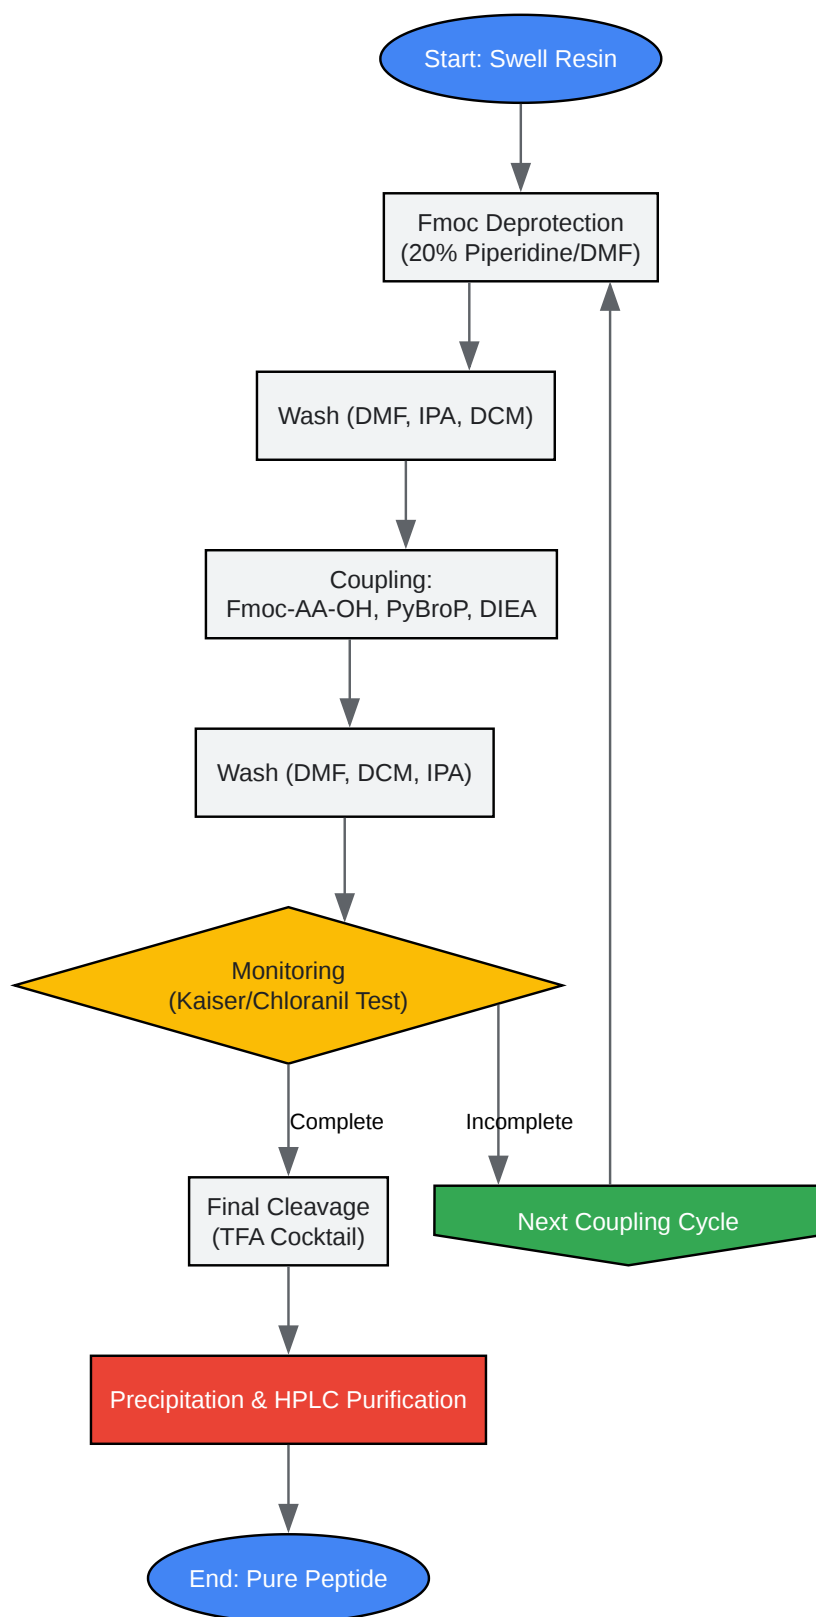 Start: Swell Resin
Fmoc Deprotection
(20% Piperidine/DMF)
Wash (DMF, IPA, DCM)
Coupling:
Fmoc-AA-OH, PyBroP, DIEA
Wash (DMF, DCM, IPA)
Monitoring
(Kaiser/Chloranil Test)
Complete
Incomplete
Final Cleavage
(TFA Cocktail)
Next Coupling Cycle
Precipitation & HPLC Purification
End: Pure Peptide